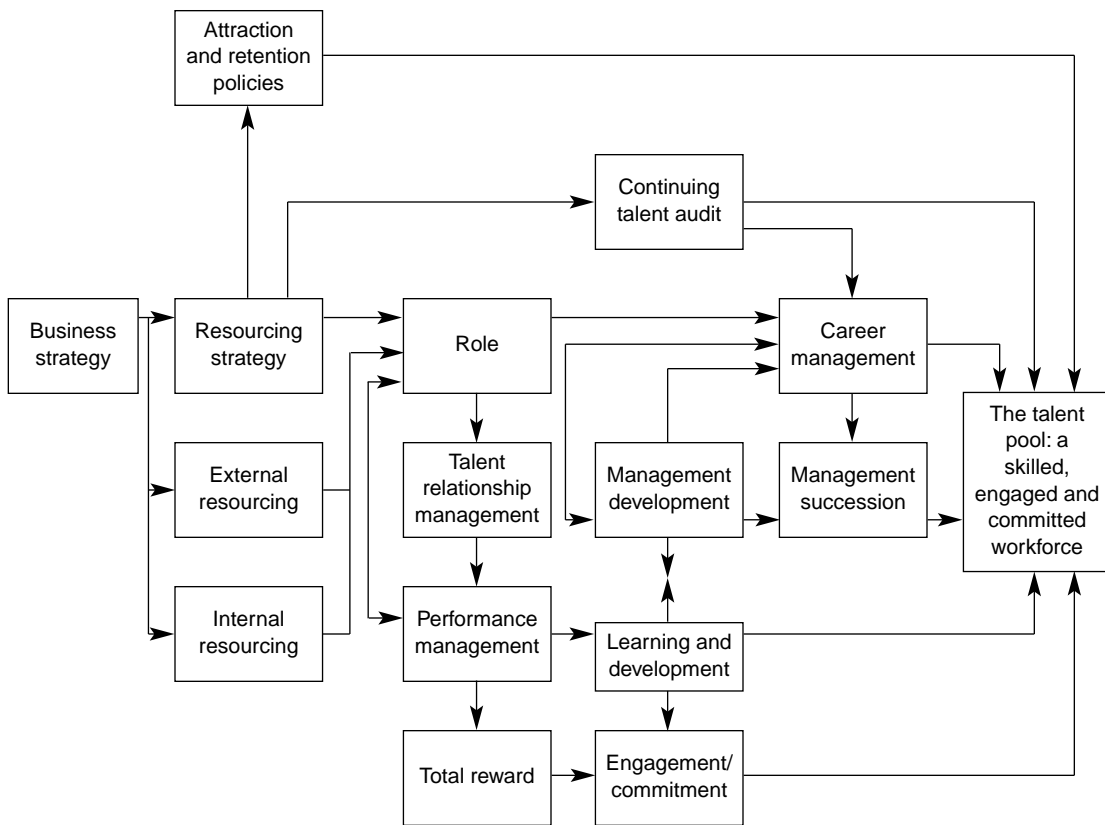 Attraction
and retention
policies
Continuing
talent audit
Business
strategy
Resourcing
strategy
Role
Career
management
The talent
pool: a
skilled,
engaged and
committed
workforce
External
resourcing
Talent
relationship
management
Management
development
Management
succession
Internal
resourcing
Performance
management
Learning and
development
Total reward
Engagement/
commitment